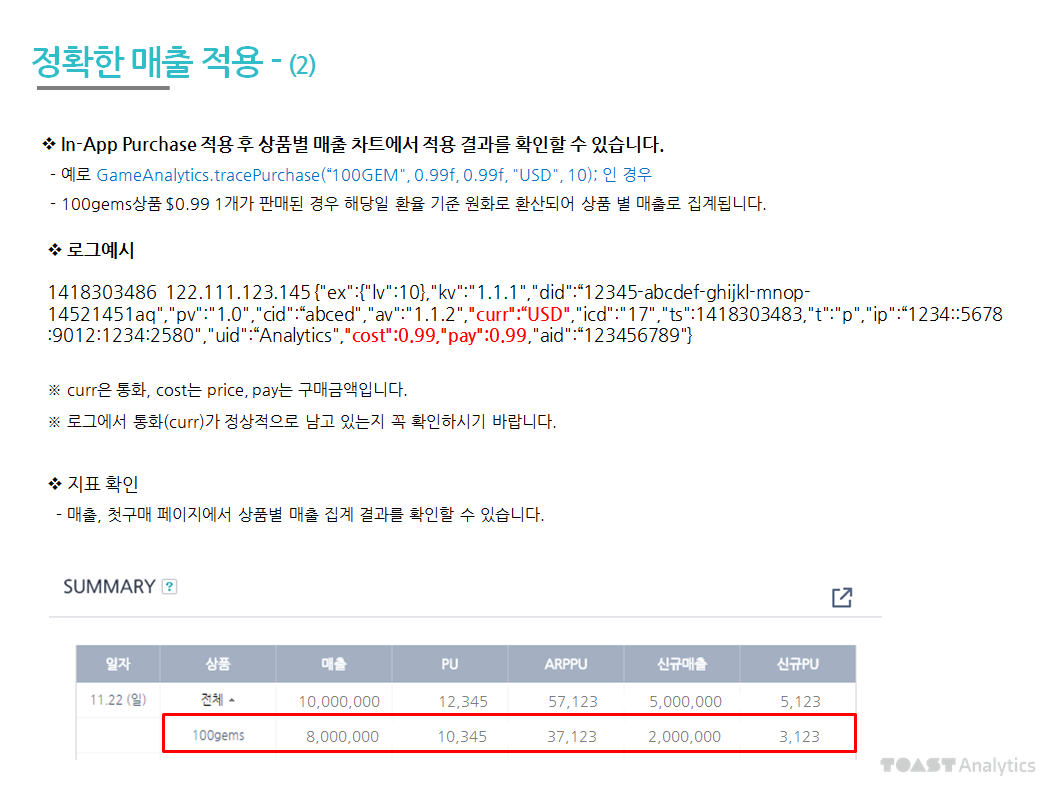 정확한 매출 적용 - (2)
❖ In-App Purchase 적용 후 상품별 매출 차트에서 적용 결과를 확인할 수 있습니다.
- 예로 GameAnalytics.tracePurchase(“100GEM", 0.99f, 0.99f, "USD", 10); 인 경우
- 100gems상품 $0.99 1개가 판매된 경우 해당일 환율 기준 원화로 환산되어 상품 별 매출로 집계됩니다.
❖ 로그예시
1418303486 122.111.123.145 {"ex":{"lv":10},"kv":"1.1.1","did":“12345-abcdef-ghijkl-mnop-
14521451aq","pv":"1.0","cid":“abced","av":"1.1.2","curr":“USD","icd":"17","ts":1418303483,"t":"p","ip":“1234::5678
:9012:1234:2580","uid":“Analytics","cost":0.99,"pay":0.99,"aid":“123456789"}
※ curr은 통화, cost는 price, pay는 구매금액입니다.
※ 로그에서 통화(curr)가 정상적으로 남고 있는지 꼭 확인하시기 바랍니다.
❖ 지표 확인
- 매출, 첫구매 페이지에서 상품별 매출 집계 결과를 확인할 수 있습니다.
SUMMARY ?
일자 상품 매출 PU ARPPU 신규매출 신규PU
11.22 (일) 전체 10,000,000 12,345 57,123 5,000,000 5,123
100gems 8,000,000 10,345 37,123 2,000,000 3,123
TOAST Analytics